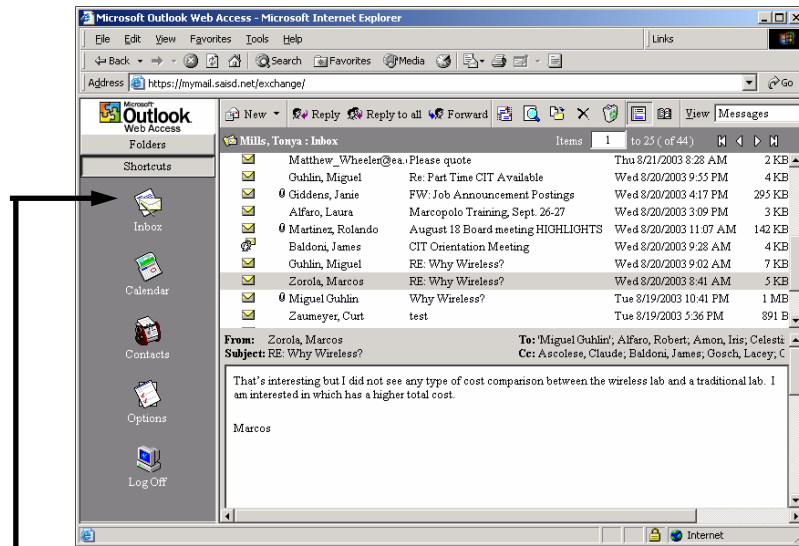 Microsoft Outlook Web Access - Microsoft Internet Explorer
File Edit View Favorites Tools Help Links
Back Search Favorites Media
Address https://mymail.saisd.net/exchange/ Go
Microsoft
Outlook
Web Access
New Reply Reply to all Forward View Messages
Folders
Mills, Tonya : Inbox Items 1 to 25 ( of 44)
Shortcuts
Matthew_Wheeler@ea. Please quote Thu 8/21/2003 8:28 AM 2 KB
Guhlin, Miguel Re: Part Time CIT Available Wed 8/20/2003 9:55 PM 4 KB
Giddens, Janie FW: Job Announcement Postings Wed 8/20/2003 4:17 PM 295 KB
Alfaro, Laura Marcopolo Training, Sept. 26-27 Wed 8/20/2003 3:09 PM 3 KB
Martinez, Rolando August 18 Board meeting HIGHLIGHTS Wed 8/20/2003 11:07 AM 142 KB
Baldoni, James CIT Orientation Meeting Wed 8/20/2003 9:28 AM 4 KB
Guhlin, Miguel RE: Why Wireless? Wed 8/20/2003 9:02 AM 7 KB
Zorola, Marcos RE: Why Wireless? Wed 8/20/2003 8:41 AM 5 KB
Miguel Guhlin Why Wireless? Tue 8/19/2003 10:41 PM 1 MB
Zaumeyer, Curt test Tue 8/19/2003 5:36 PM 891 B
Inbox
Calendar
Contacts
Options
Log Off
From: Zorola, Marcos To: 'Miguel Guhlin'; Alfaro, Robert; Amon, Iris; Celesti
Subject: RE: Why Wireless? Cc: Ascolese, Claude; Baldoni, James; Gosch, Lacey; C
That's interesting but I did not see any type of cost comparison between the wireless lab and a traditional lab. I
am interested in which has a higher total cost.
Marcos
Internet